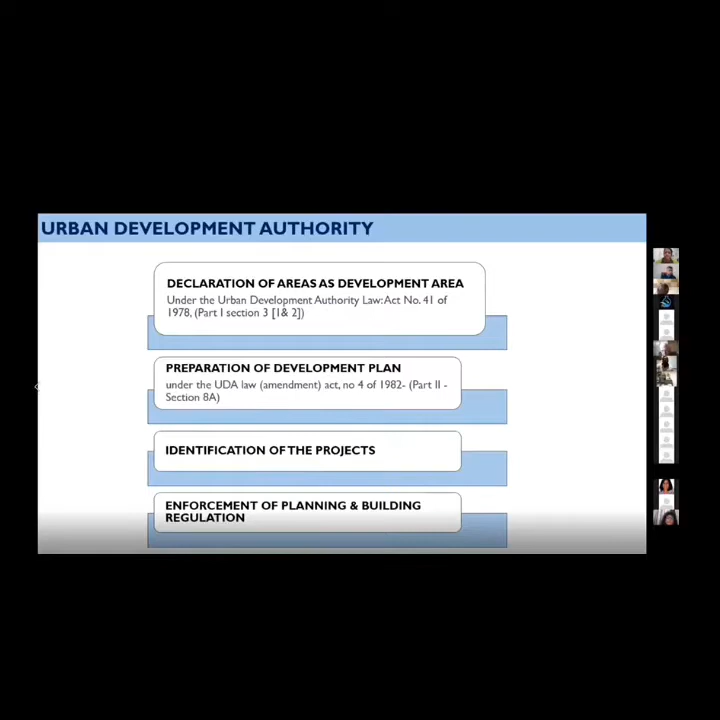 URBAN DEVELOPMENT AUTHORITY
DECLARATION OF AREAS AS DEVELOPMENT AREA
Under the Urban Development Authority Law: Act No. 41 of
1978, (Part I section 3 [1& 2])
PREPARATION OF DEVELOPMENT PLAN
under the UDA law (amendment) act, no 4 of 1982- (Part II -
Section 8A)
IDENTIFICATION OF THE PROJECTS
ENFORCEMENT OF PLANNING & BUILDING
REGULATION